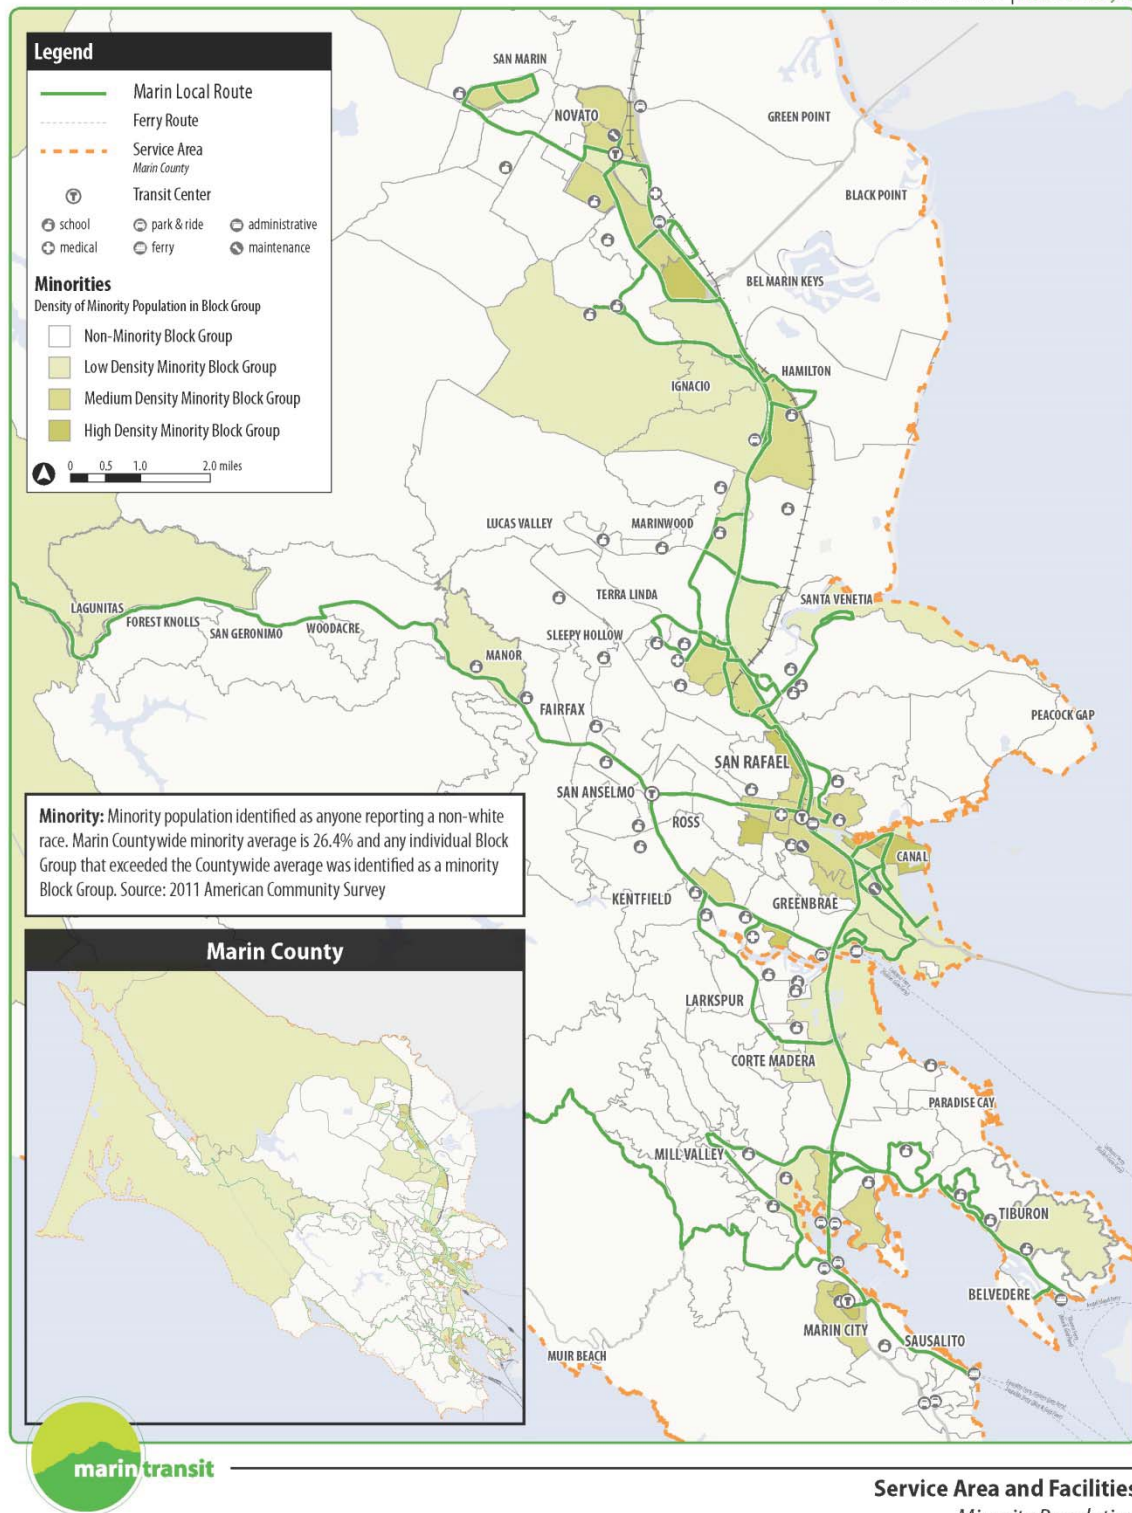 Legend
Marin Local Route
Ferry Route
Service Area
Marin County
Transit Center
school
park & ride
administrative
medical
ferry
maintenance
Minorities
Density of Minority Population in Block Group
Non-Minority Block Group
Low Density Minority Block Group
Medium Density Minority Block Group
High Density Minority Block Group
0 0.5 1.0 2.0 miles
SAN MARIN
NOVATO
GREEN POINT
BLACK POINT
BEL MARIN KEYS
IGNACIO
HAMILTON
LUCAS VALLEY
MARINWOOD
TERRA LINDA
SANTA VENETIA
LAGUNITAS
FOREST KNOLLS
SAN GERONIMO
WOODACRE
SLEEPY HOLLOW
MANOR
FAIRFAX
PEACOCK GAP
SAN RAFAEL
SAN ANSELMO
ROSS
CANAL
KENTFIELD
GREENBRAE
LARKSPUR
CORTE MADERA
PARADISE CAY
MILL VALLEY
TIBURON
BELVEDERE
MARIN CITY
SAUSALITO
MUIR BEACH
Minority: Minority population identified as anyone reporting a non-white
race. Marin Countywide minority average is 26.4% and any individual Block
Group that exceeded the Countywide average was identified as a minority
Block Group. Source: 2011 American Community Survey
Marin County
marin transit
Service Area and Facilities